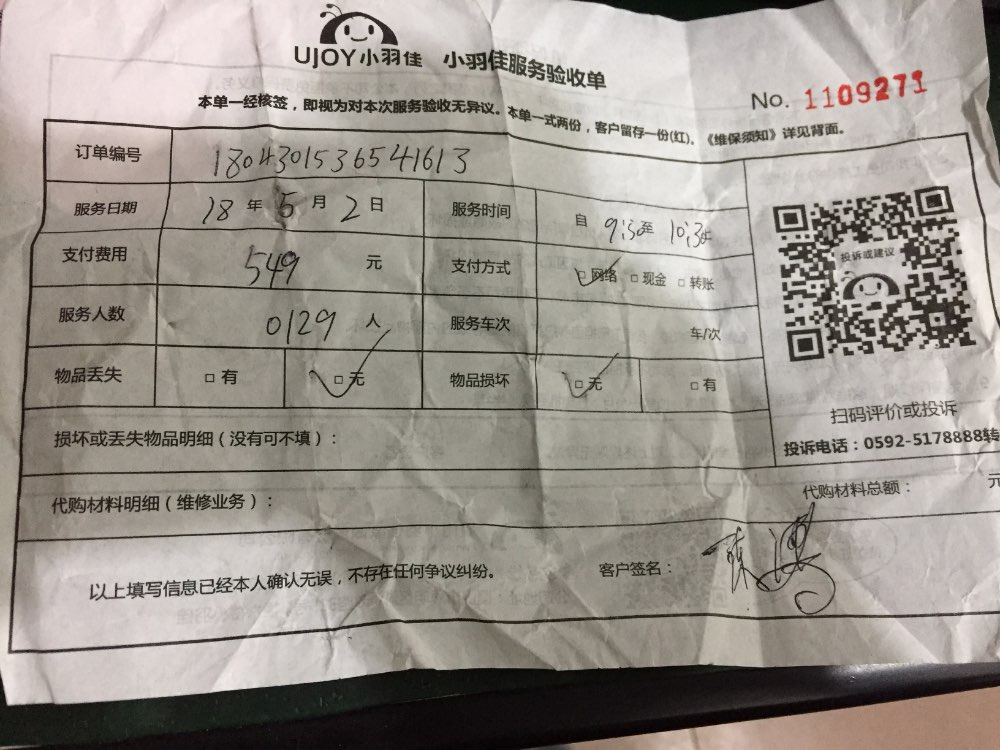 UJOY小羽佳 小羽佳服务验收单
No. 1109271
本单一经核签，即视为对本次服务验收无异议。本单一式两份，客户留存一份(红)。《维保须知》详见背面。
订单编号 1804301536541613
服务日期 18 年 5 月 2 日 服务时间 自 9:30至 10:30止
支付费用 549 元 支付方式 □网络 □现金 □转账
服务人数 0129 人 服务车次 车/次
物品丢失 □ 有 □ 无 物品损坏 □ 无 □ 有
投诉或建议
扫码评价或投诉
投诉电话：0592-5178888转
损坏或丢失物品明细（没有可不填）：
代购材料明细（维修业务）： 代购材料总额： 元
以上填写信息已经本人确认无误，不存在任何争议纠纷。 客户签名：